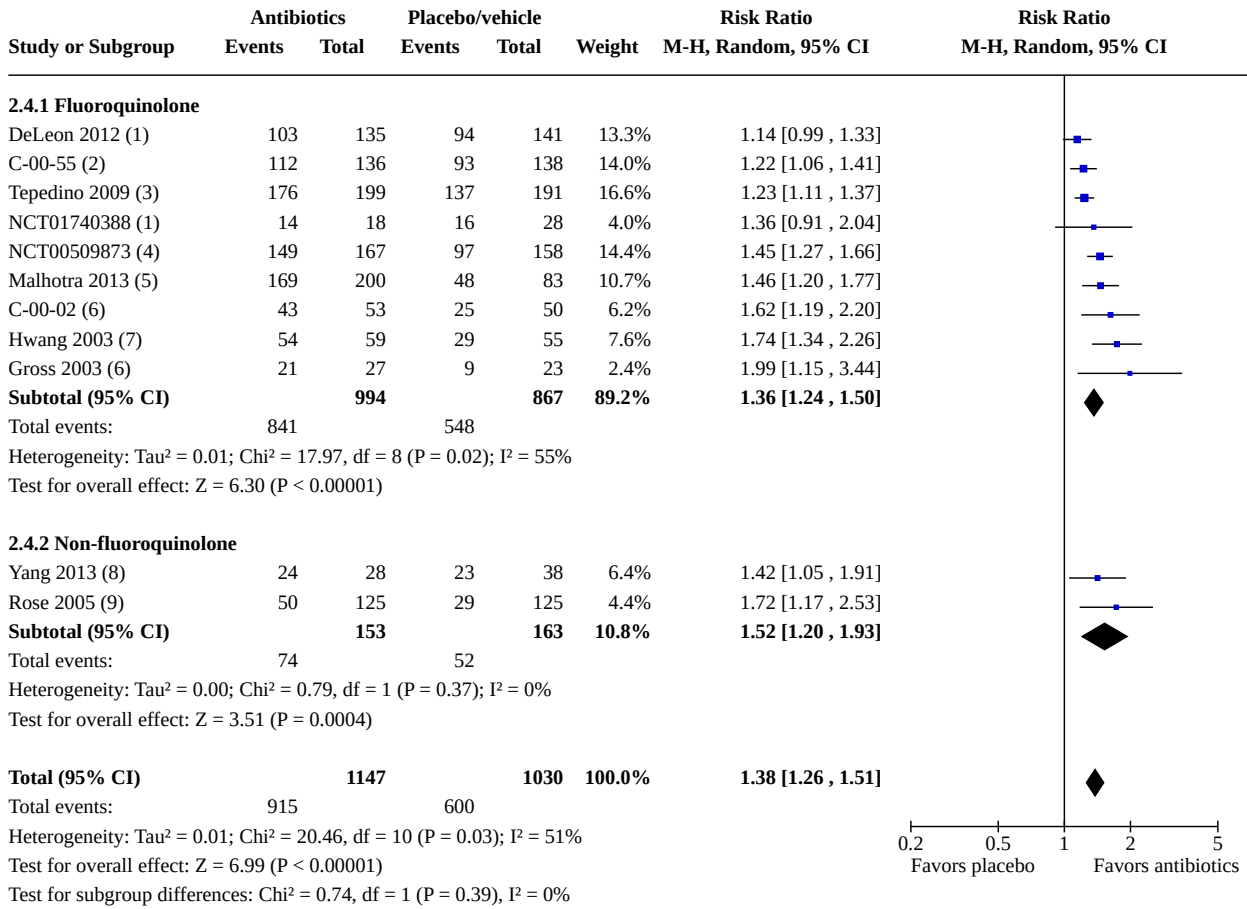 Antibiotics Placebo/vehicle Risk Ratio Risk Ratio
Study or Subgroup Events Total Events Total Weight M-H, Random, 95% CI M-H, Random, 95% CI
2.4.1 Fluoroquinolone
DeLeon 2012 (1) 103 135 94 141 13.3% 1.14 [0.99 , 1.33]
C-00-55 (2) 112 136 93 138 14.0% 1.22 [1.06 , 1.41]
Tepedino 2009 (3) 176 199 137 191 16.6% 1.23 [1.11 , 1.37]
NCT01740388 (1) 14 18 16 28 4.0% 1.36 [0.91 , 2.04]
NCT00509873 (4) 149 167 97 158 14.4% 1.45 [1.27 , 1.66]
Malhotra 2013 (5) 169 200 48 83 10.7% 1.46 [1.20 , 1.77]
C-00-02 (6) 43 53 25 50 6.2% 1.62 [1.19 , 2.20]
Hwang 2003 (7) 54 59 29 55 7.6% 1.74 [1.34 , 2.26]
Gross 2003 (6) 21 27 9 23 2.4% 1.99 [1.15 , 3.44]
Subtotal (95% CI) 994 867 89.2% 1.36 [1.24 , 1.50]
Total events: 841 548
Heterogeneity: Tau² = 0.01; Chi² = 17.97, df = 8 (P = 0.02); I² = 55%
Test for overall effect: Z = 6.30 (P < 0.00001)
2.4.2 Non-fluoroquinolone
Yang 2013 (8) 24 28 23 38 6.4% 1.42 [1.05 , 1.91]
Rose 2005 (9) 50 125 29 125 4.4% 1.72 [1.17 , 2.53]
Subtotal (95% CI) 153 163 10.8% 1.52 [1.20 , 1.93]
Total events: 74 52
Heterogeneity: Tau² = 0.00; Chi² = 0.79, df = 1 (P = 0.37); I² = 0%
Test for overall effect: Z = 3.51 (P = 0.0004)
Total (95% CI) 1147 1030 100.0% 1.38 [1.26 , 1.51]
Total events: 915 600
Heterogeneity: Tau² = 0.01; Chi² = 20.46, df = 10 (P = 0.03); I² = 51%
0.2 0.5 1 2 5
Test for overall effect: Z = 6.99 (P < 0.00001)
Favors placebo Favors antibiotics
Test for subgroup differences: Chi² = 0.74, df = 1 (P = 0.39), I² = 0%